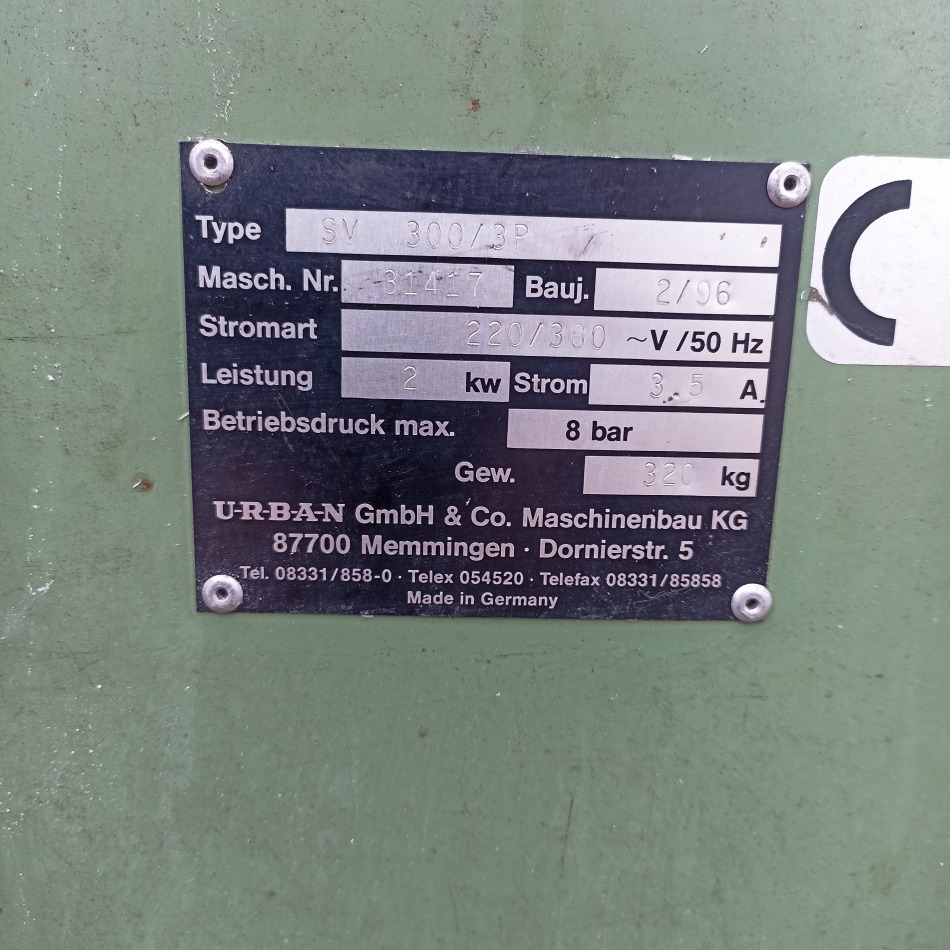 Type SV 300/3P
Masch. Nr. 31417 Bauj. 2/96
Stromart 220/380 ~V /50 Hz
Leistung 2 kw Strom 3.5 A.
Betriebsdruck max. 8 bar
Gew. 320 kg
U-R-B-A-N GmbH & Co. Maschinenbau KG
87700 Memmingen · Dornierstr. 5
Tel. 08331/858-0 · Telex 054520 · Telefax 08331/85858
Made in Germany
C